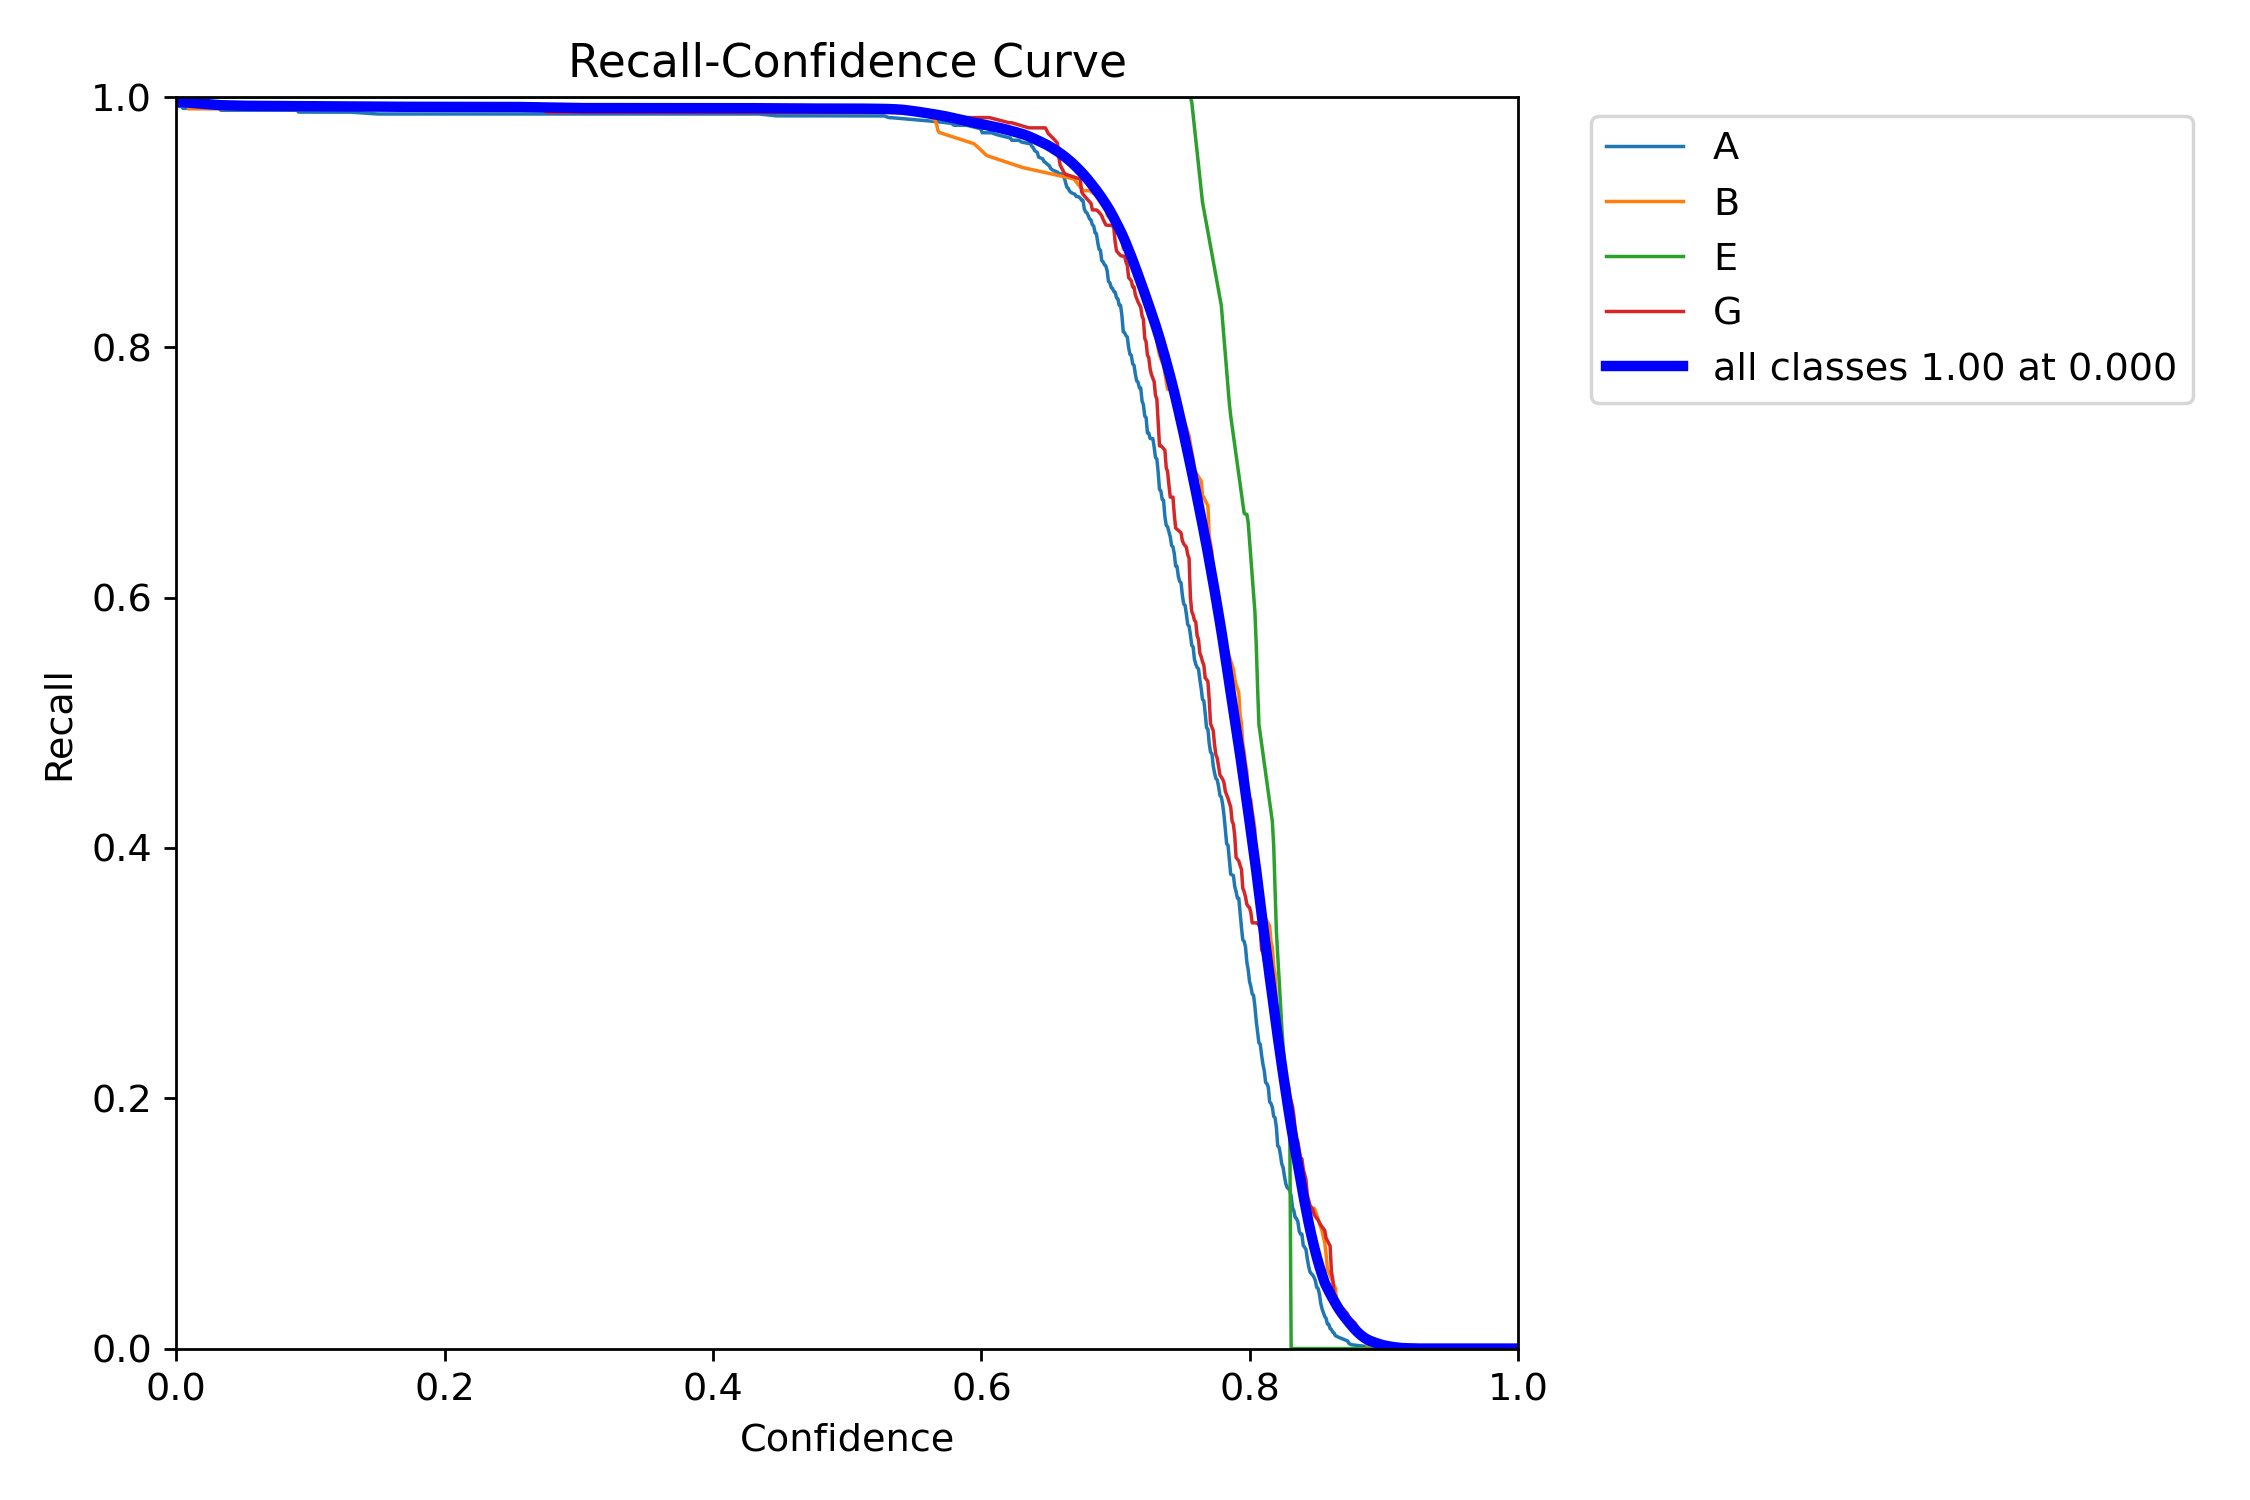 Recall-Confidence Curve
1.0
0.8
0.6
0.4
0.2
0.0
Recall
0.0 0.2 0.4 0.6 0.8 1.0
Confidence
A
B
E
G
all classes 1.00 at 0.000